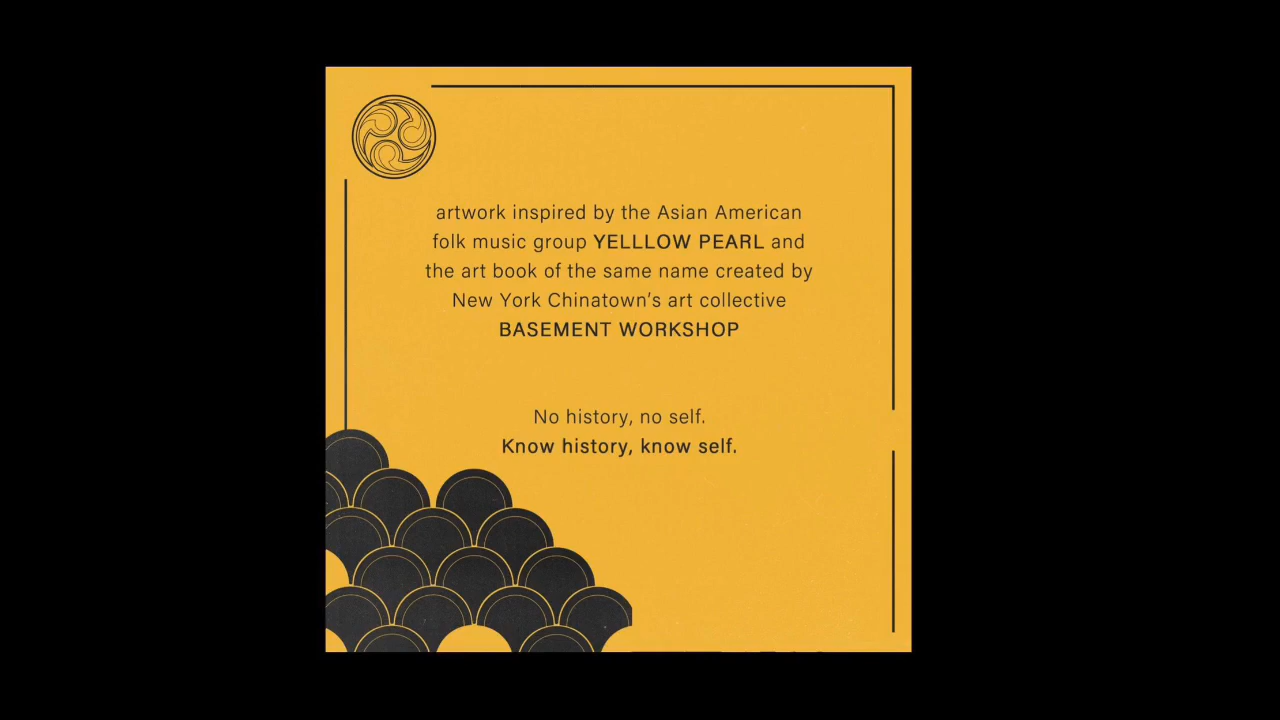 artwork inspired by the Asian American
folk music group YELLLOW PEARL and
the art book of the same name created by
New York Chinatown’s art collective
BASEMENT WORKSHOP
No history, no self.
Know history, know self.